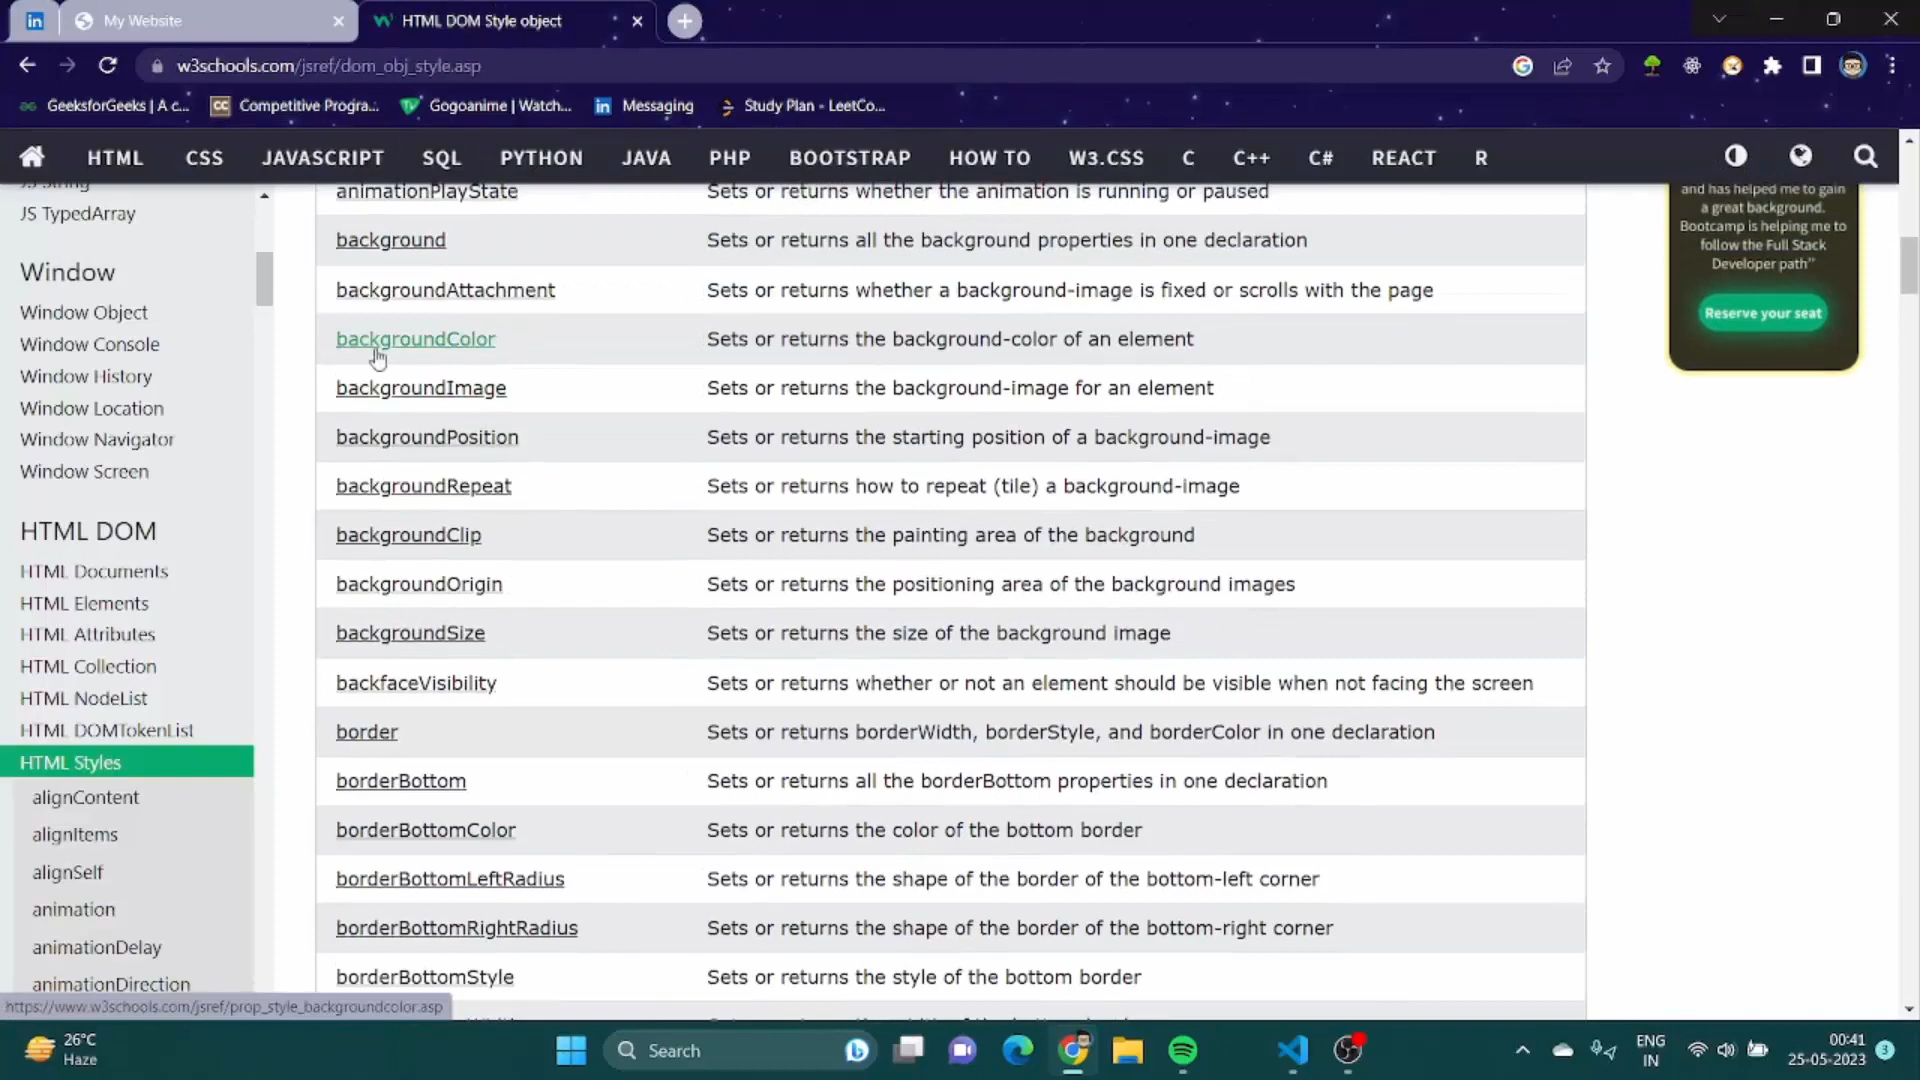 My Website
HTML DOM Style object
w3schools.com/jsref/dom_obj_style.asp
GeeksforGeeks | A c...
Competitive Progra...
Gogoanime | Watch...
Messaging
Study Plan - LeetCo...
HTML CSS JAVASCRIPT SQL PYTHON JAVA PHP BOOTSTRAP HOW TO W3.CSS C C++ C# REACT R
JS String
JS TypedArray
Window
Window Object
Window Console
Window History
Window Location
Window Navigator
Window Screen
HTML DOM
HTML Documents
HTML Elements
HTML Attributes
HTML Collection
HTML NodeList
HTML DOMTokenList
HTML Styles
alignContent
alignItems
alignSelf
animation
animationDelay
animationDirection
animationPlayState Sets or returns whether the animation is running or paused
background Sets or returns all the background properties in one declaration
backgroundAttachment Sets or returns whether a background-image is fixed or scrolls with the page
backgroundColor Sets or returns the background-color of an element
backgroundImage Sets or returns the background-image for an element
backgroundPosition Sets or returns the starting position of a background-image
backgroundRepeat Sets or returns how to repeat (tile) a background-image
backgroundClip Sets or returns the painting area of the background
backgroundOrigin Sets or returns the positioning area of the background images
backgroundSize Sets or returns the size of the background image
backfaceVisibility Sets or returns whether or not an element should be visible when not facing the screen
border Sets or returns borderWidth, borderStyle, and borderColor in one declaration
borderBottom Sets or returns all the borderBottom properties in one declaration
borderBottomColor Sets or returns the color of the bottom border
borderBottomLeftRadius Sets or returns the shape of the border of the bottom-left corner
borderBottomRightRadius Sets or returns the shape of the border of the bottom-right corner
borderBottomStyle Sets or returns the style of the bottom border
and has helped me to gain
a great background.
Bootcamp is helping me to
follow the Full Stack
Developer path”
Reserve your seat
https://www.w3schools.com/jsref/prop_style_backgroundcolor.asp
26°C
Haze
Search
ENG
IN
00:41
25-05-2023
3